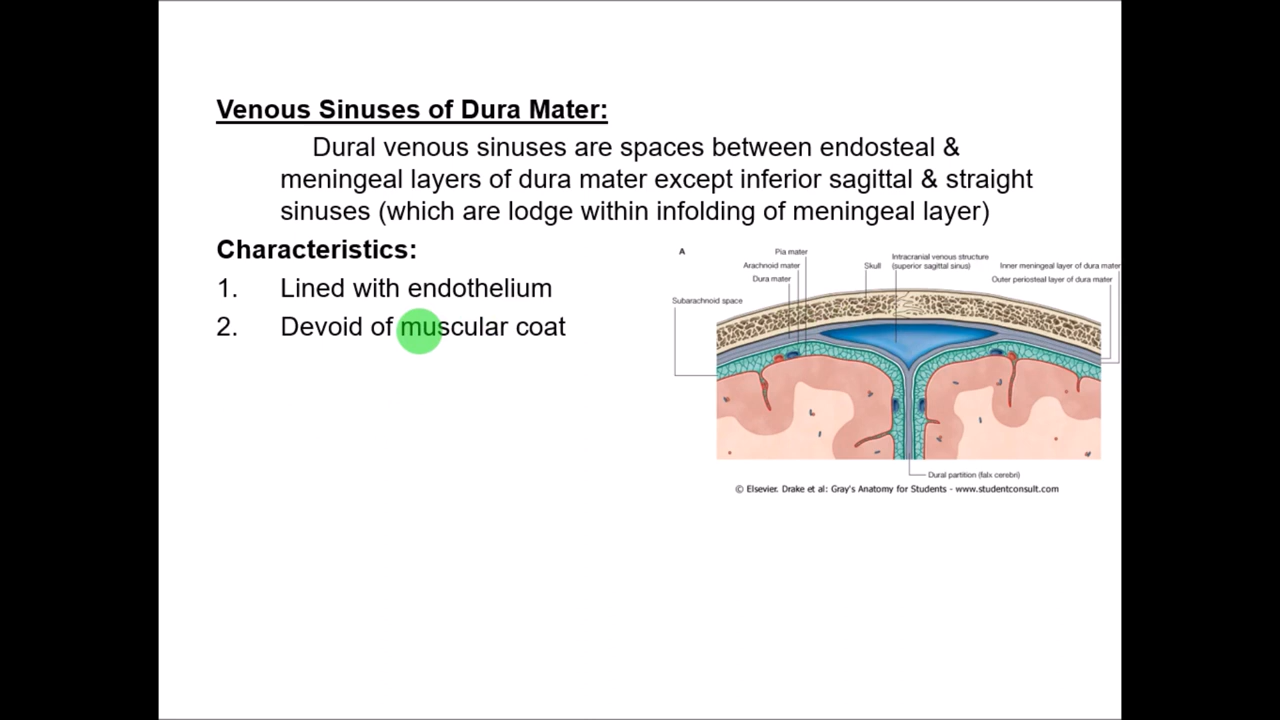 Venous Sinuses of Dura Mater:
Dural venous sinuses are spaces between endosteal &
meningeal layers of dura mater except inferior sagittal & straight
sinuses (which are lodge within infolding of meningeal layer)
Characteristics:
1. Lined with endothelium
2. Devoid of muscular coat
A
Pia mater
Arachnoid mater
Dura mater
Subarachnoid space
Skull
Intracranial venous structure
(superior sagittal sinus)
Inner meningeal layer of dura mater
Outer periosteal layer of dura mater
Dural partition (falx cerebri)
© Elsevier. Drake et al: Gray's Anatomy for Students - www.studentconsult.com